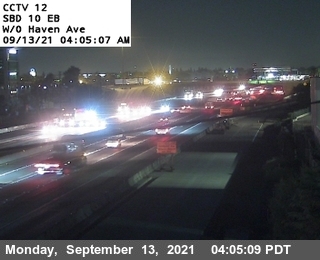 CCTV 12
SBD 10 EB
W/O Haven Ave
09/13/21 04:05:07 AM
Monday, September 13, 2021 04:05:09 PDT